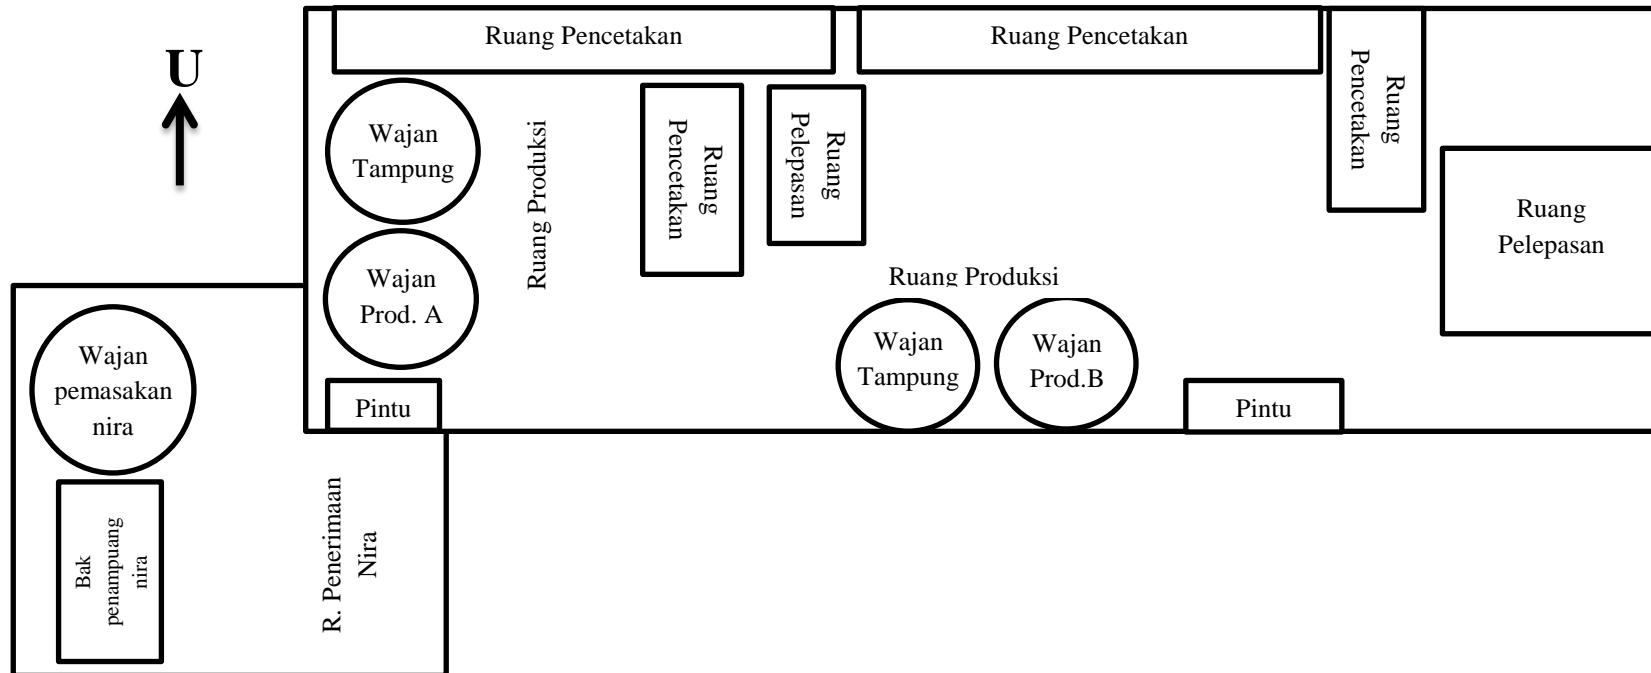 U
Ruang Pencetakan
Ruang Pencetakan
Ruang
Pencetakan
Wajan
Tampung
Ruang Produksi
Ruang
Pencetakan
Ruang
Pelepasan
Ruang
Pelepasan
Wajan
Prod. A
Ruang Produksi
Wajan
Tampung
Wajan
Prod.B
Pintu
Pintu
Wajan
pemasakan
nira
Bak
penampuang
nira
R. Penerimaan
Nira